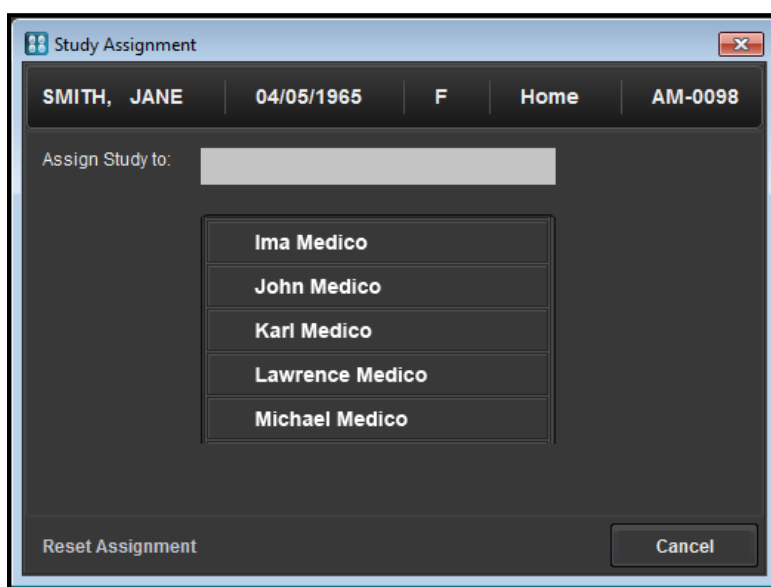 Study Assignment
SMITH, JANE 04/05/1965 F Home AM-0098
Assign Study to:
Ima Medico
John Medico
Karl Medico
Lawrence Medico
Michael Medico
Reset Assignment Cancel